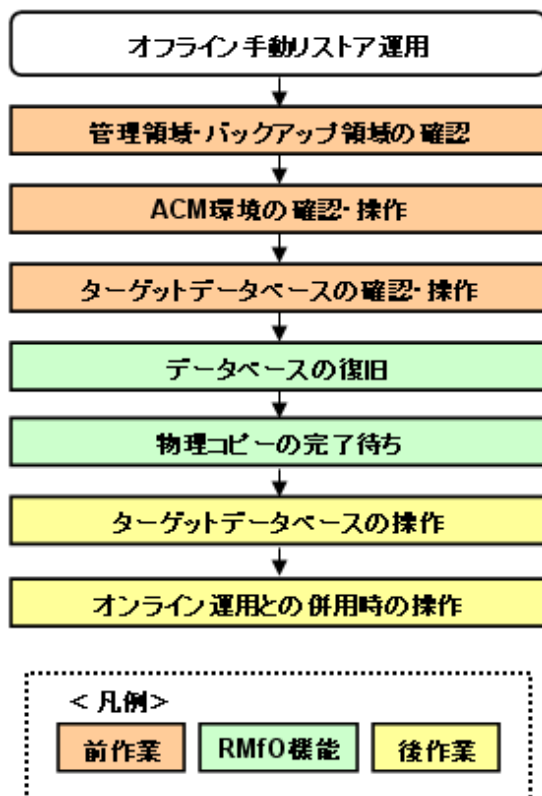 オフライン手動リストア運用
管理領域・バックアップ領域の確認
ACM環境の確認・操作
ターゲットデータベースの確認・操作
データベースの復旧
物理コピーの完了待ち
ターゲットデータベースの操作
オンライン運用との併用時の操作
<凡例>
前作業
RMfO機能
後作業